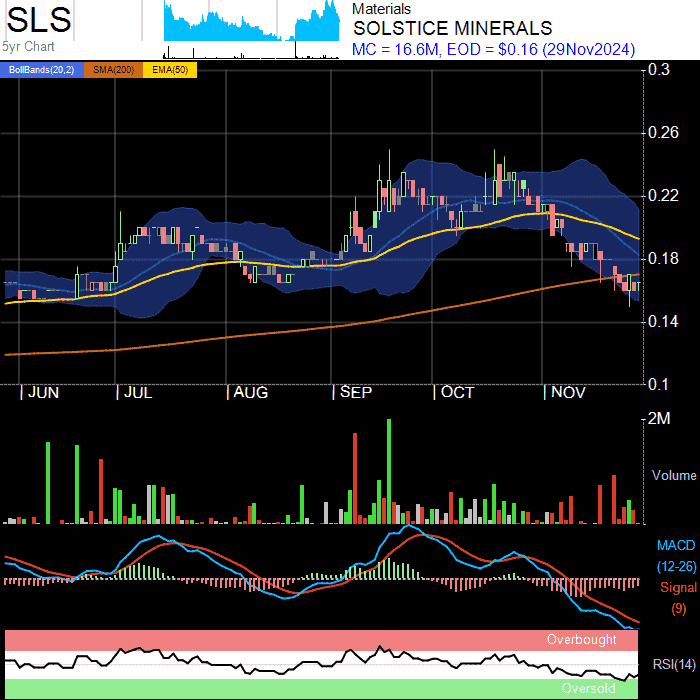 SLS
5yr Chart
Materials
SOLSTICE MINERALS
MC = 16.6M, EOD = $0.16 (29Nov2024)
BollBands(20,2) SMA(200) EMA(50)
0.3
0.26
0.22
0.18
0.14
0.1
JUN JUL AUG SEP OCT NOV
2M
Volume
MACD
(12-26)
Signal
(9)
Overbought
RSI(14)
Oversold